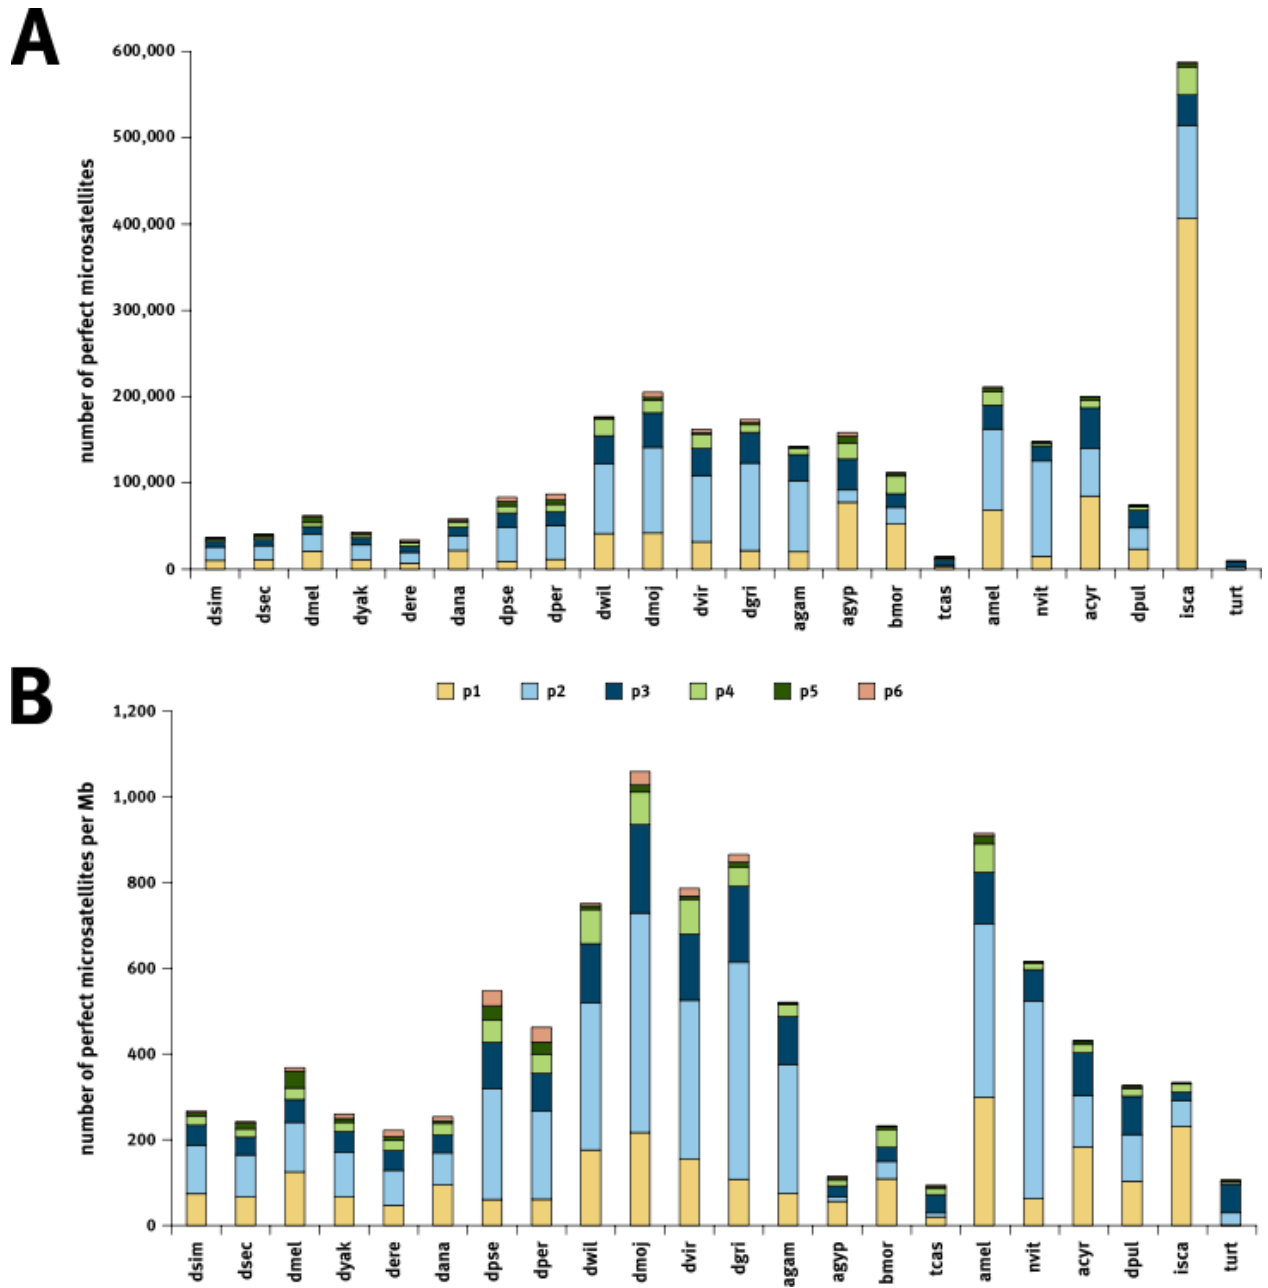 A
number of perfect microsatellites
600,000
500,000
400,000
300,000
200,000
100,000
0
dsim dsec dmel dyak dere dana dpse dper dwil dmoj dvir dgri agam agyp bmor tcas amel nvit acyr dpul isca turt
B
p1 p2 p3 p4 p5 p6
number of perfect microsatellites per Mb
1,200
1,000
800
600
400
200
0
dsim dsec dmel dyak dere dana dpse dper dwil dmoj dvir dgri agam agyp bmor tcas amel nvit acyr dpul isca turt